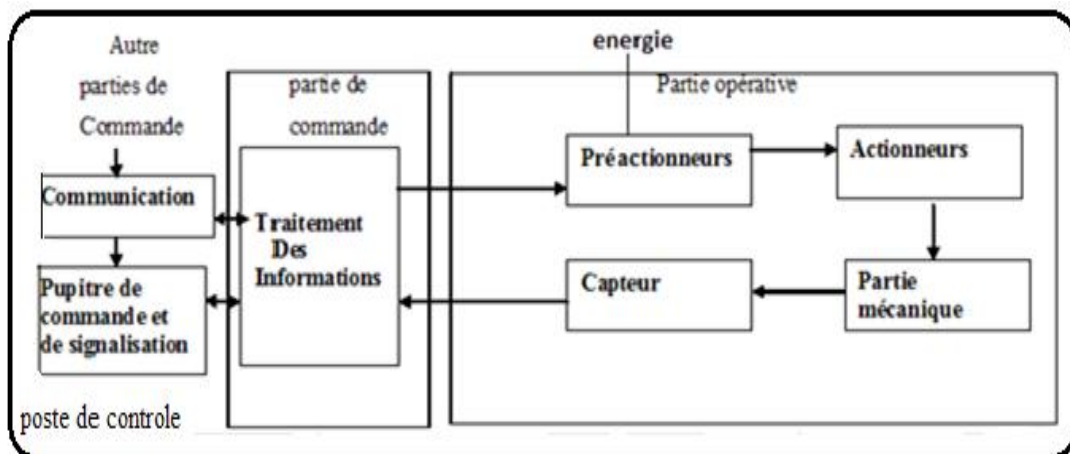 Autre
parties de
Commande
Communication
Pupitre de
commande et
de signalisation
poste de controle
partie de
commande
Traitement
Des
Informations
energie
Partie opérative
Préactionneurs
Actionneurs
Capteur
Partie
mécanique